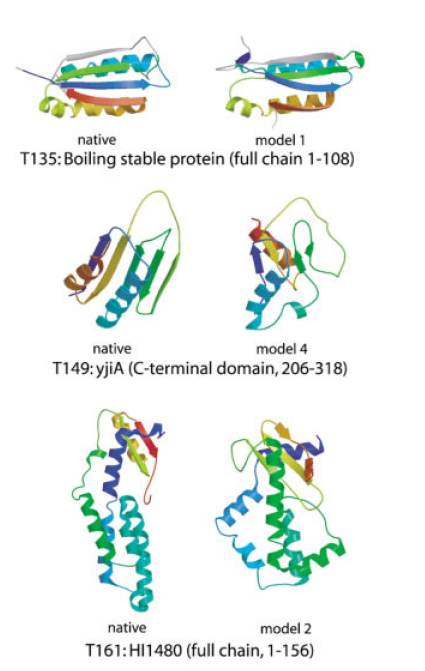 native model 1
T135: Boiling stable protein (full chain 1-108)
native model 4
T149: yjiA (C-terminal domain, 206-318)
native model 2
T161: HI1480 (full chain, 1-156)